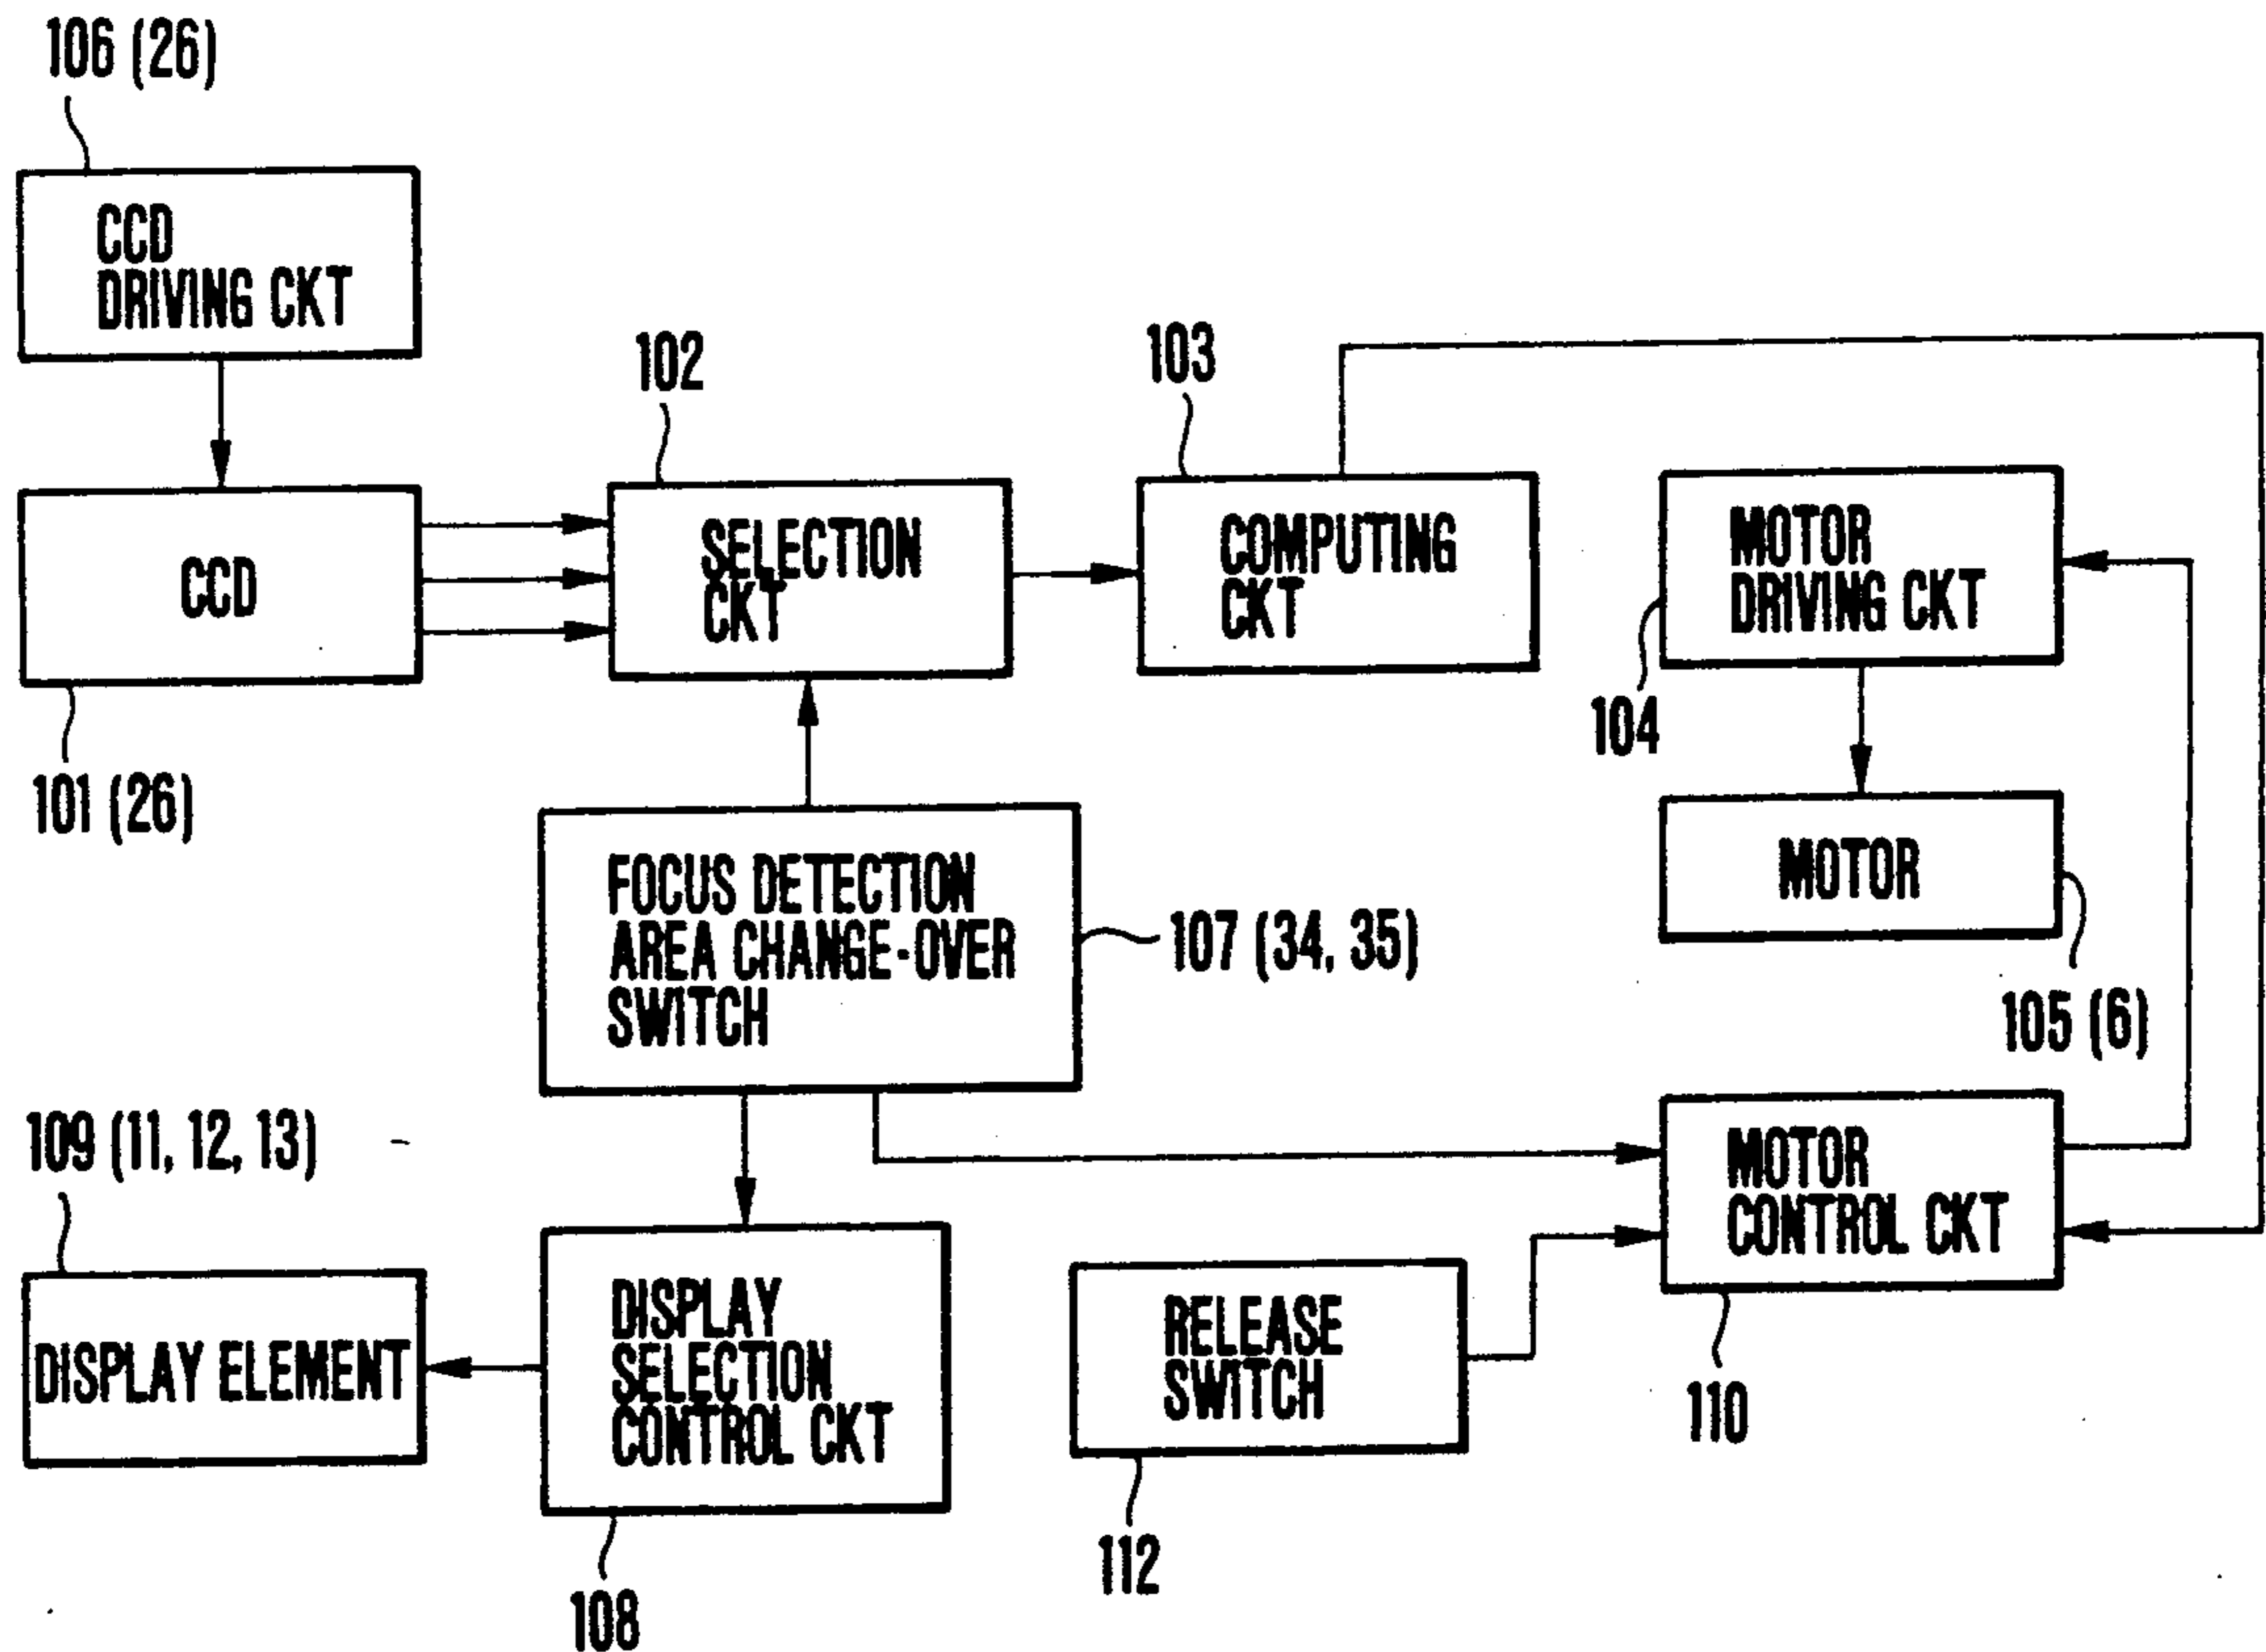 106 (26)
CCD
DRIVING CKT
102
103
CCD
SELECTION
CKT
COMPUTING
CKT
MOTOR
DRIVING CKT
104
101 (26)
MOTOR
FOCUS DETECTION
AREA CHANGE-OVER
SWITCH
107 (34, 35)
105 (6)
109 (11, 12, 13)
MOTOR
CONTROL CKT
DISPLAY ELEMENT
DISPLAY
SELECTION
CONTROL CKT
RELEASE
SWITCH
110
112
108